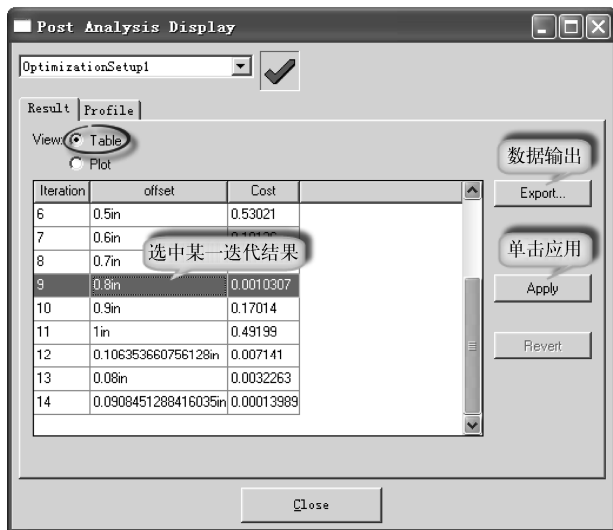 Post Analysis Display
OptimizationSetup1
Result Profile
View: Table
Plot
数据输出
Export...
Iteration offset Cost
6 0.5in 0.53021
7 0.6in
8 0.7in
选中某一迭代结果
单击应用
9 0.8in 0.0010307
Apply
10 0.9in 0.17014
11 1in 0.49199
Revert
12 0.106353660756128in 0.007141
13 0.08in 0.0032263
14 0.0908451288416035in 0.00013989
Close